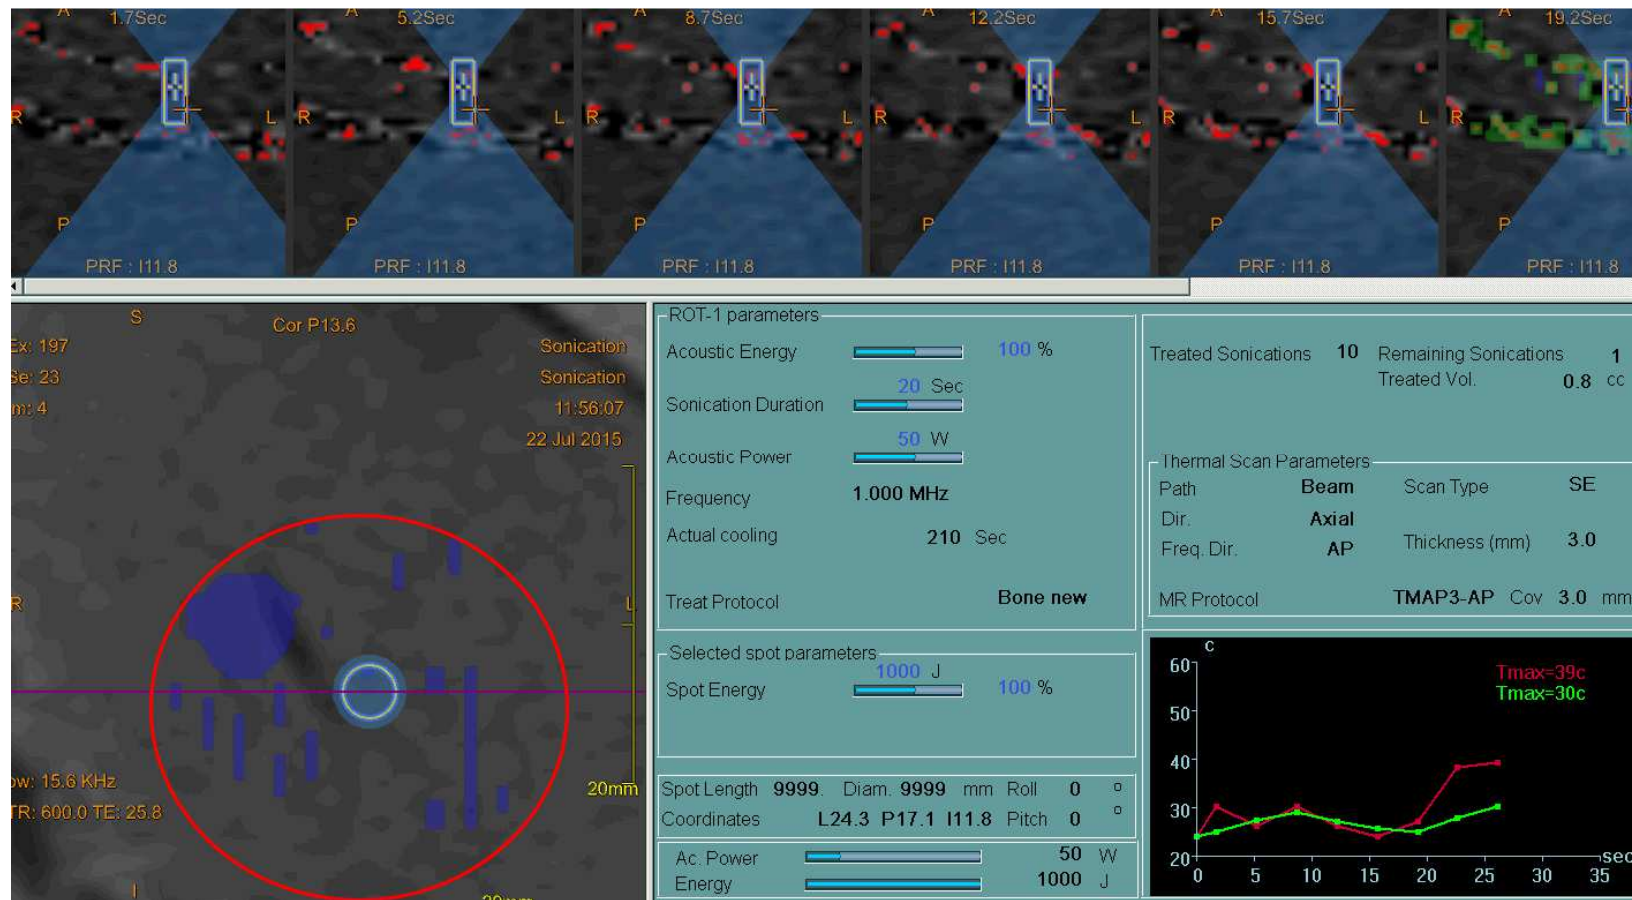 A A A A A A
1.7Sec 5.2Sec 8.7Sec 12.2Sec 15.7Sec 19.2Sec
R L R L R L R L R L R
P P P P P P
PRF : I11.8 PRF : I11.8 PRF : I11.8 PRF : I11.8 PRF : I11.8 PRF : I11.8
S
Cor P13.6
Ex: 197 Sonication
Se: 23 Sonication
m: 4 11:56:07
22 Jul 2015
R L
ow: 15.6 KHz
20mm
TR: 600.0 TE: 25.8
I
20mm
ROT-1 parameters
Acoustic Energy 100 %
20 Sec
Sonication Duration
50 W
Acoustic Power
Frequency 1.000 MHz
Actual cooling 210 Sec
Treat Protocol Bone new
Selected spot parameters
1000 J
Spot Energy 100 %
Spot Length 9999. Diam. 9999 mm Roll 0 °
Coordinates L24.3 P17.1 I11.8 Pitch 0 °
Ac. Power 50 W
Energy 1000 J
Treated Sonications 10 Remaining Sonications 1
Treated Vol. 0.8 cc
Thermal Scan Parameters
Path Beam Scan Type SE
Dir. Axial
Freq. Dir. AP Thickness (mm) 3.0
MR Protocol TMAP3-AP Cov 3.0 mm
c
60
Tmax=39c
Tmax=30c
50
40
30
20
sec
0 5 10 15 20 25 30 35